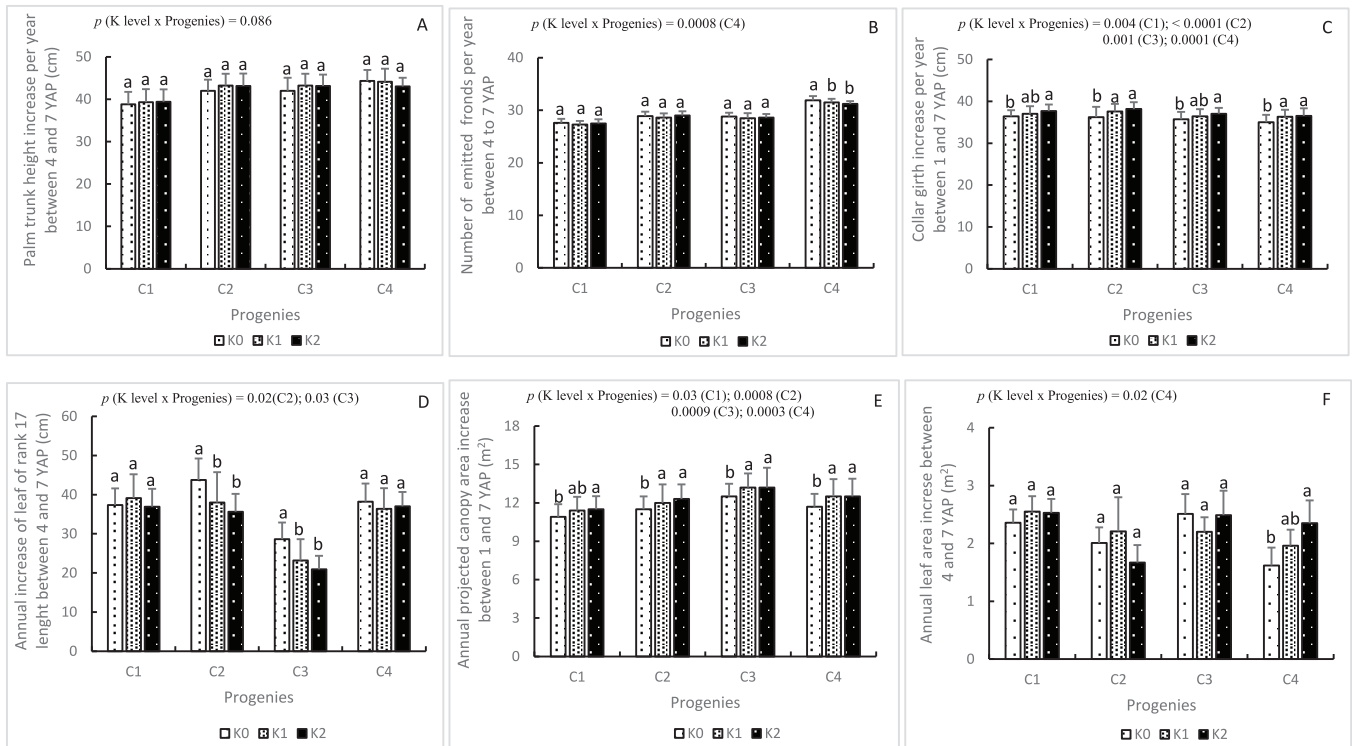 p (K level x Progenies) = 0.086
A
Palm trunk height increase per year
between 4 and 7 YAP (cm)
50
40
30
20
10
0
a a a
a a a
a a a
a a a
C1 C2 C3 C4
Progenies
K0 K1 K2
p (K level x Progenies) = 0.0008 (C4)
B
Number of emitted fronds per year
between 4 to 7 YAP
40
30
20
10
0
a a a
a a a
a a a
a b b
C1 C2 C3 C4
Progenies
K0 K1 K2
p (K level x Progenies) = 0.004 (C1); < 0.0001 (C2)
0.001 (C3); 0.0001 (C4)
C
Collar girth increase per year
between 1 and 7 YAP (cm)
50
40
30
20
10
0
b ab a
b a a
b ab a
b a a
C1 C2 C3 C4
Progenies
K0 K1 K2
p (K level x Progenies) = 0.02(C2); 0.03 (C3)
D
Annual increase of leaf of rank 17
lenght between 4 and 7 YAP (cm)
60
50
40
30
20
10
0
a a a
a b b
a b b
a a a
C1 C2 C3 C4
Progenies
K0 K1 K2
p (K level x Progenies) = 0.03 (C1); 0.0008 (C2)
0.0009 (C3); 0.0003 (C4)
E
Annual projected canopy area increase
between 1 and 7 YAP (m²)
18
15
12
9
6
3
0
b ab a
b a a
b a a
b a a
C1 C2 C3 C4
Progenies
K0 K1 K2
p (K level x Progenies) = 0.02 (C4)
F
Annual leaf area increse between
4 and 7 YAP (m²)
4
3
2
1
0
a a a
a a a
a a a
b ab a
C1 C2 C3 C4
Progenies
K0 K1 K2